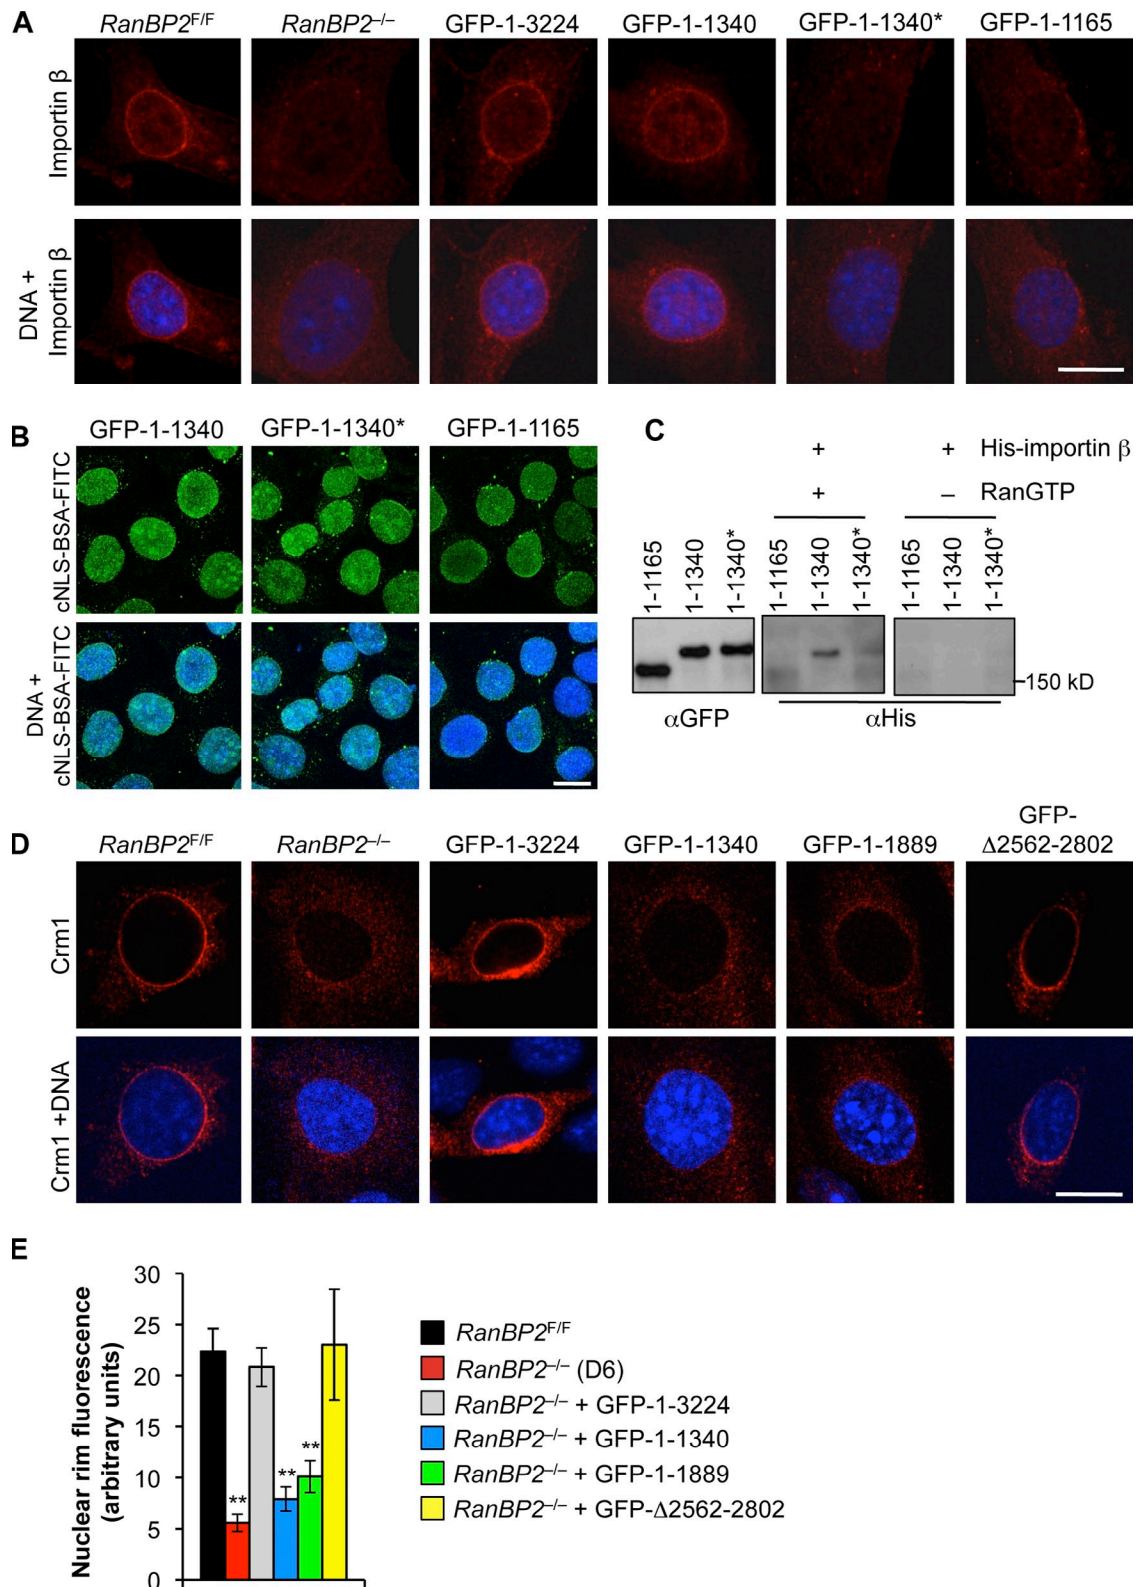 A
RanBP2F/F
RanBP2–/–
GFP-1-3224
GFP-1-1340
GFP-1-1340*
GFP-1-1165
Importin β
DNA +
Importin β
B
GFP-1-1340
GFP-1-1340*
GFP-1-1165
cNLS-BSA-FITC
DNA +
cNLS-BSA-FITC
C
+ + His-importin β
+ – RanGTP
1-1165
1-1340
1-1340*
1-1165
1-1340
1-1340*
1-1165
1-1340
1-1340*
150 kD
αGFP
αHis
D
RanBP2F/F
RanBP2–/–
GFP-1-3224
GFP-1-1340
GFP-1-1889
GFP-
Δ2562-2802
Crm1
Crm1 +DNA
E
Nuclear rim fluorescence
(arbitrary units)
30
25
20
15
10
5
0
**
**
**
RanBP2F/F
RanBP2–/– (D6)
RanBP2–/– + GFP-1-3224
RanBP2–/– + GFP-1-1340
RanBP2–/– + GFP-1-1889
RanBP2–/– + GFP-Δ2562-2802